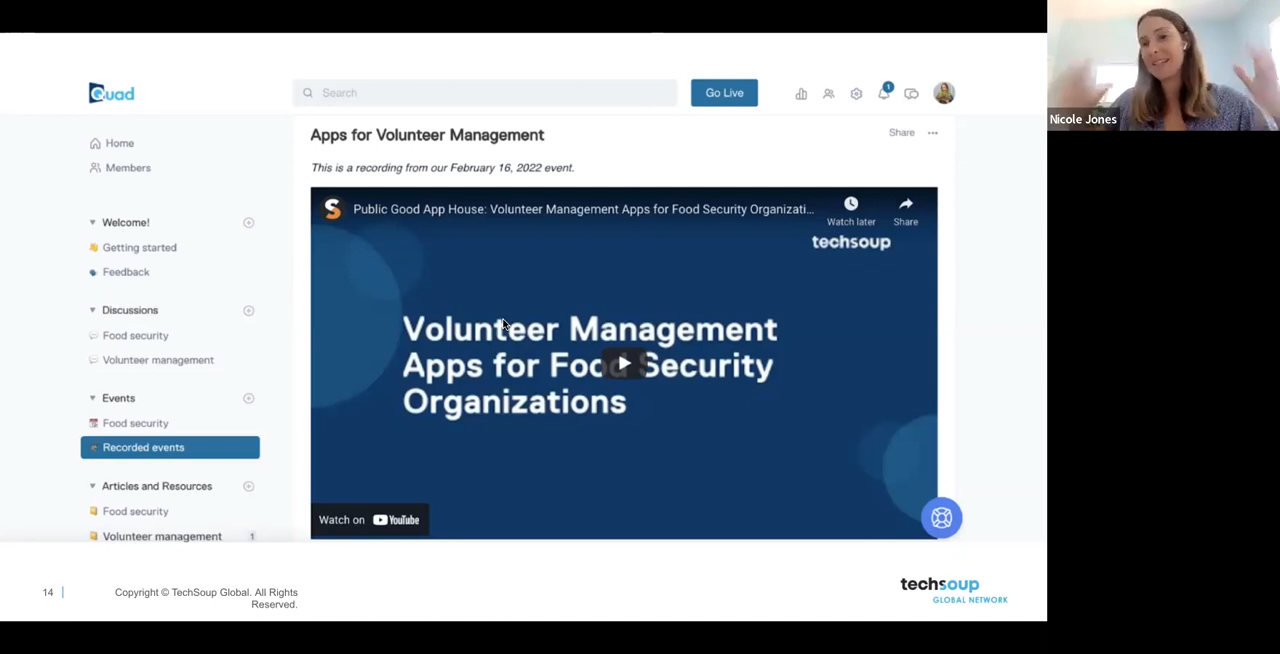 Quad
Search
Go Live
1
Nicole Jones
Home
Members
Welcome!
Getting started
Feedback
Discussions
Food security
Volunteer management
Events
Food security
Recorded events
Articles and Resources
Food security
Volunteer management 1
Apps for Volunteer Management
Share
This is a recording from our February 16, 2022 event.
Public Good App House: Volunteer Management Apps for Food Security Organizati...
Watch later
Share
techsoup
Volunteer Management
Apps for Food Security
Organizations
Watch on YouTube
14
Copyright © TechSoup Global. All Rights
Reserved.
techsoup
GLOBAL NETWORK